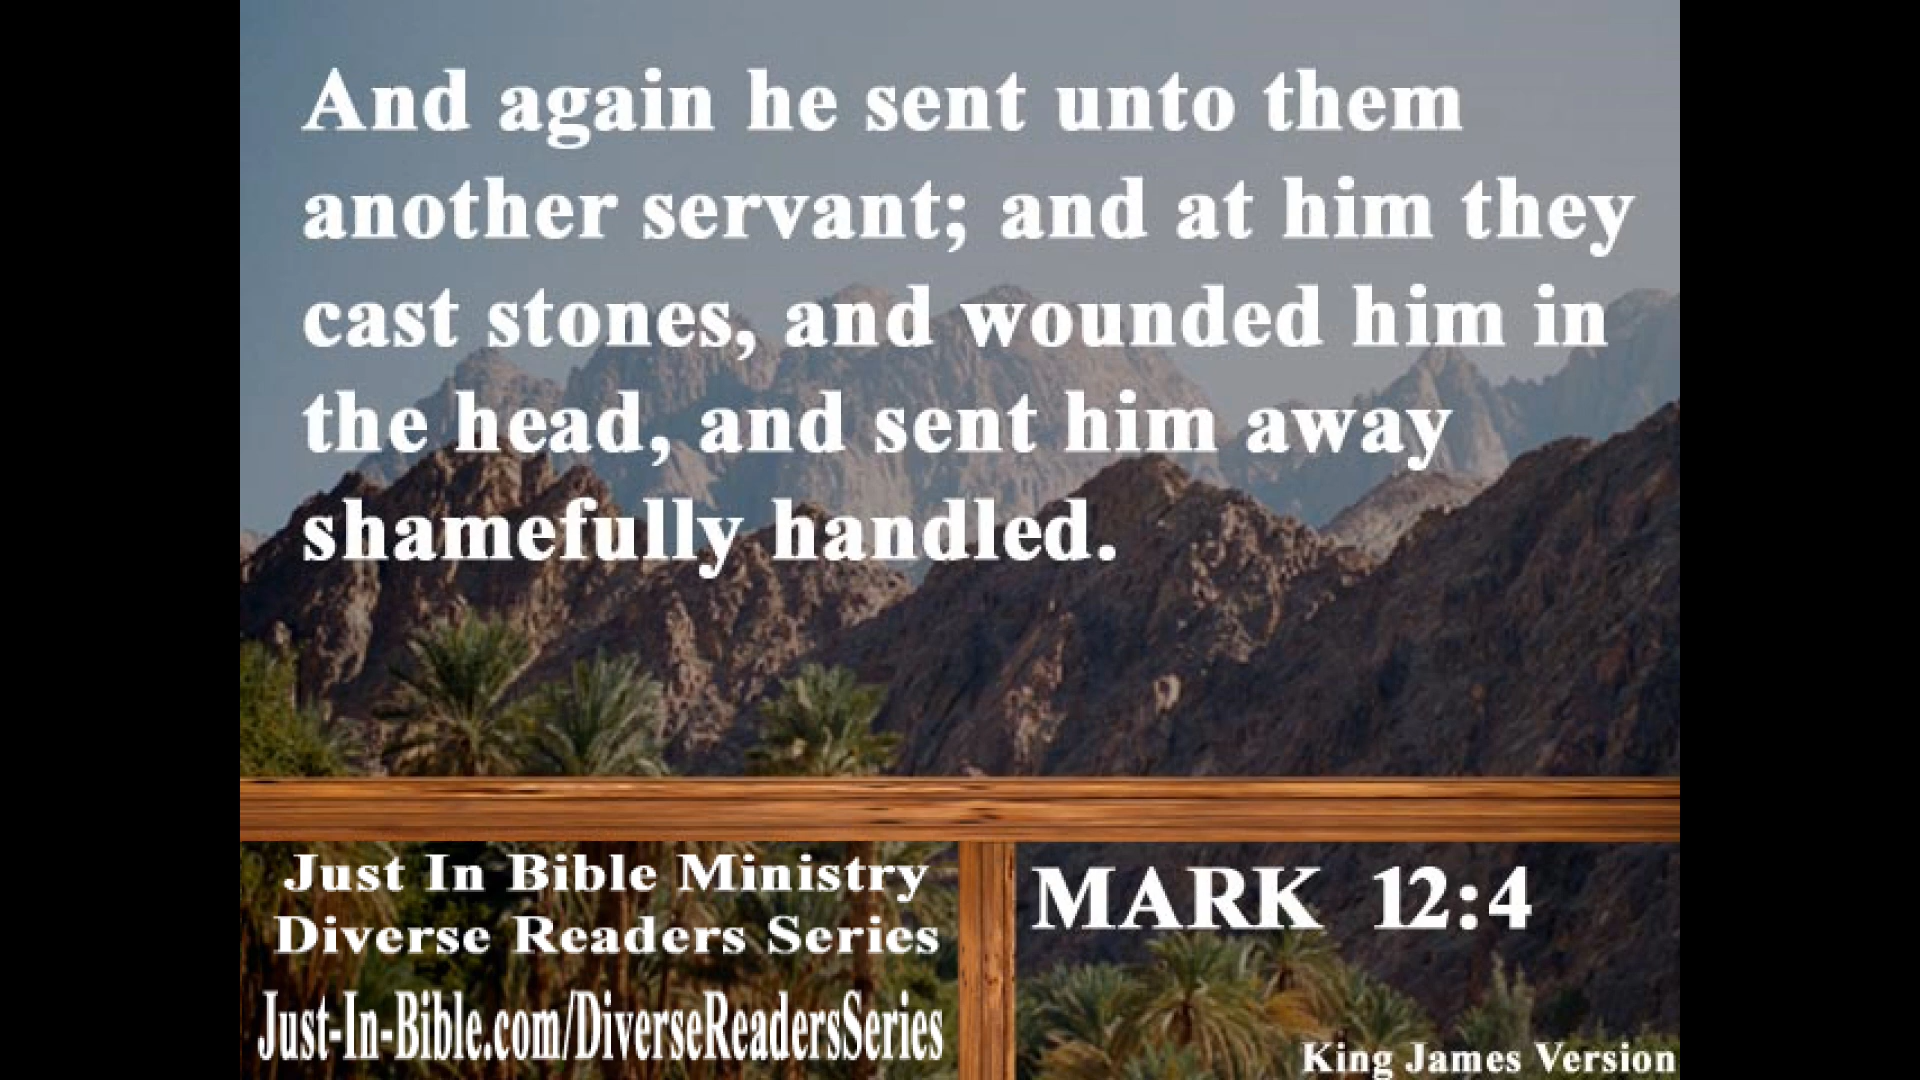 And again he sent unto them
another servant; and at him they
cast stones, and wounded him in
the head, and sent him away
shamefully handled.
Just In Bible Ministry
Diverse Readers Series
Just-In-Bible.com/DiverseReadersSeries
MARK 12:4
King James Version